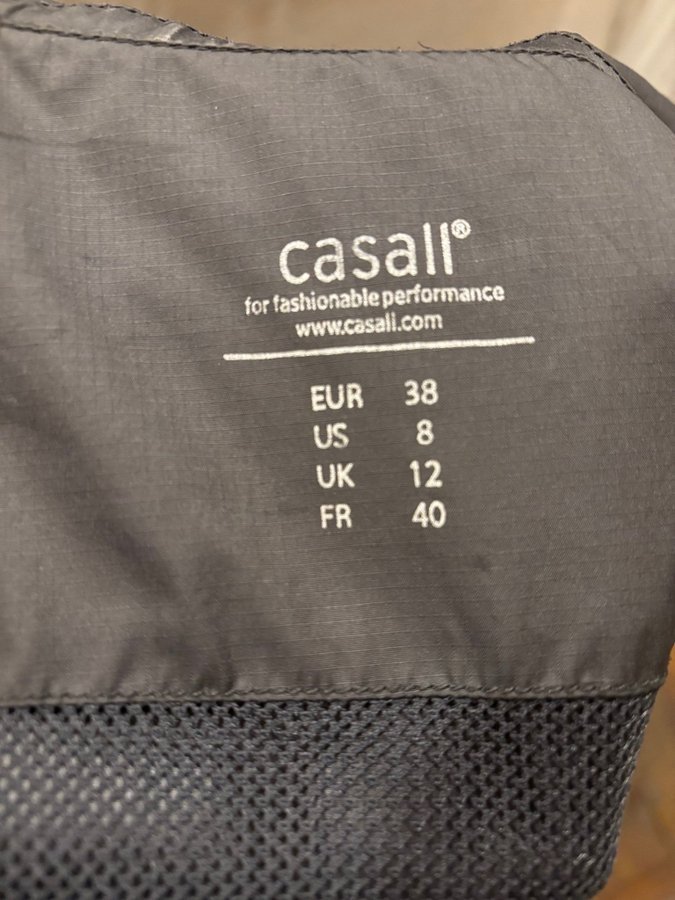 casall®
for fashionable performance
www.casall.com
EUR 38
US 8
UK 12
FR 40